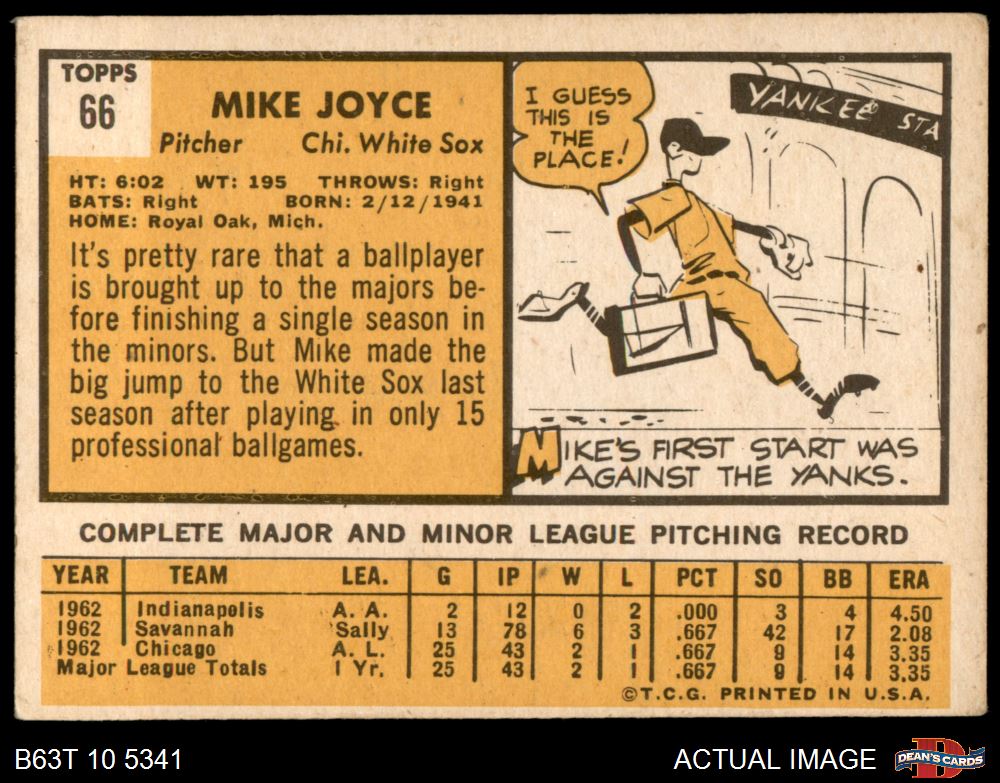 TOPPS
66
MIKE JOYCE
Pitcher Chi. White Sox
HT: 6:02 WT: 195 THROWS: Right
BATS: Right BORN: 2/12/1941
HOME: Royal Oak, Mich.
It's pretty rare that a ballplayer
is brought up to the majors be-
fore finishing a single season in
the minors. But Mike made the
big jump to the White Sox last
season after playing in only 15
professional ballgames.
I GUESS
THIS IS
THE
PLACE!
YANKEE STA
MIKE'S FIRST START WAS
AGAINST THE YANKS.
COMPLETE MAJOR AND MINOR LEAGUE PITCHING RECORD
YEAR TEAM LEA. G IP W L PCT SO BB ERA
1962 Indianapolis A. A. 2 12 0 2 .000 3 4 4.50
1962 Savannah Sally 13 78 6 3 .667 42 17 2.08
1962 Chicago A. L. 25 43 2 1 .667 9 14 3.35
Major League Totals 1 Yr. 25 43 2 1 .667 9 14 3.35
©T.C.G. PRINTED IN U.S.A.
B63T 10 5341
ACTUAL IMAGE
D
DEAN'S CARDS